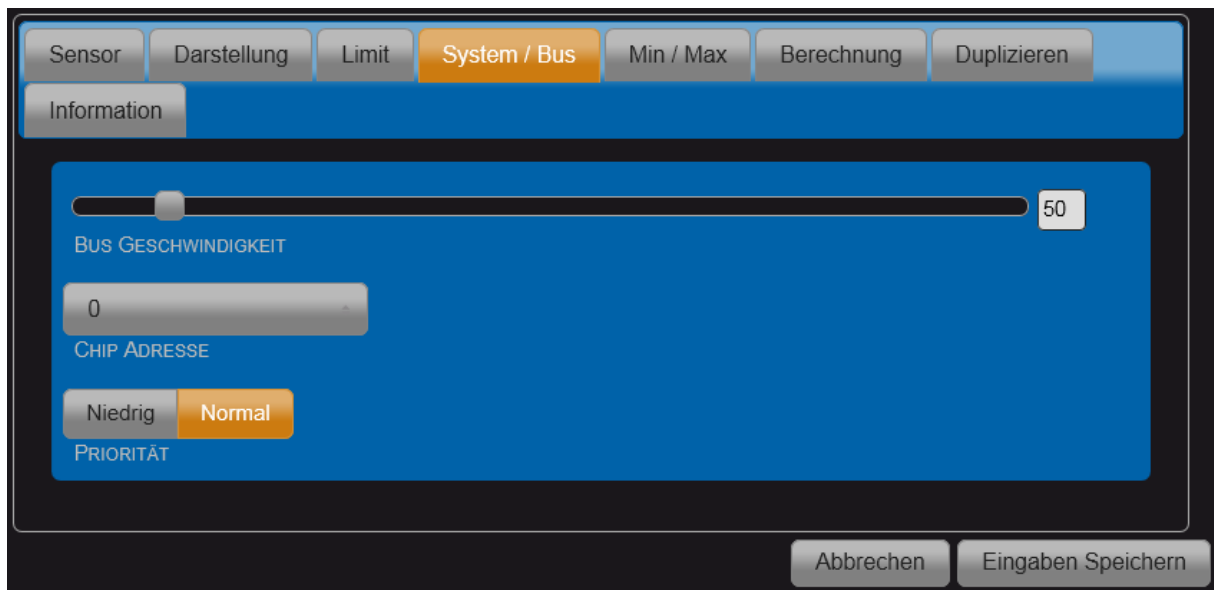 Sensor Darstellung Limit System / Bus Min / Max Berechnung Duplizieren
Information
50
BUS GESCHWINDIGKEIT
0
CHIP ADRESSE
Niedrig Normal
PRIORITÄT
Abbrechen Eingaben Speichern